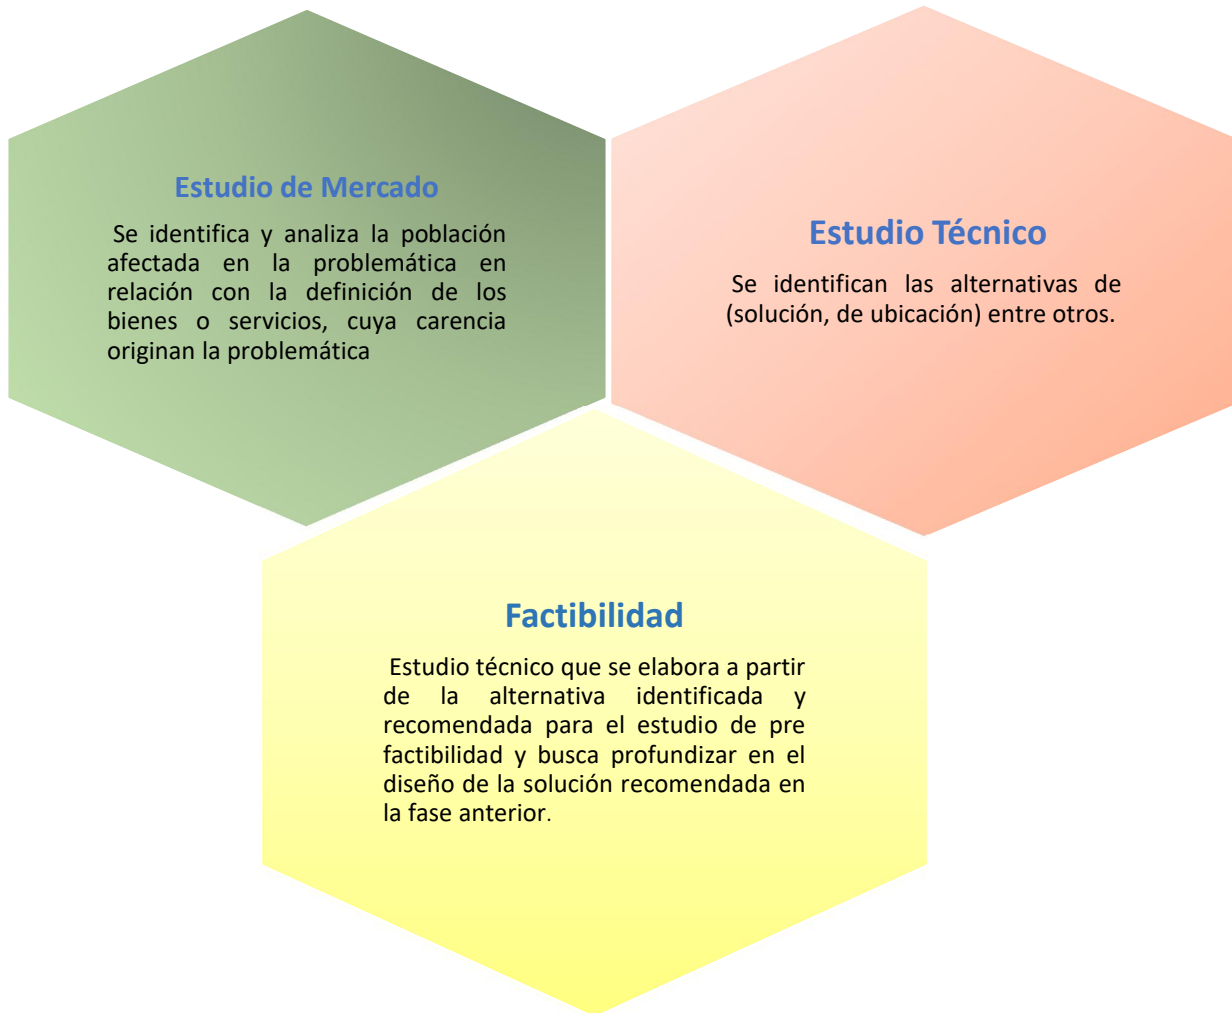 Estudio de Mercado
Se identifica y analiza la población
afectada en la problemática en
relación con la definición de los
bienes o servicios, cuya carencia
originan la problemática
Estudio Técnico
Se identifican las alternativas de
(solución, de ubicación) entre otros.
Factibilidad
Estudio técnico que se elabora a partir
de la alternativa identificada y
recomendada para el estudio de pre
factibilidad y busca profundizar en el
diseño de la solución recomendada en
la fase anterior.